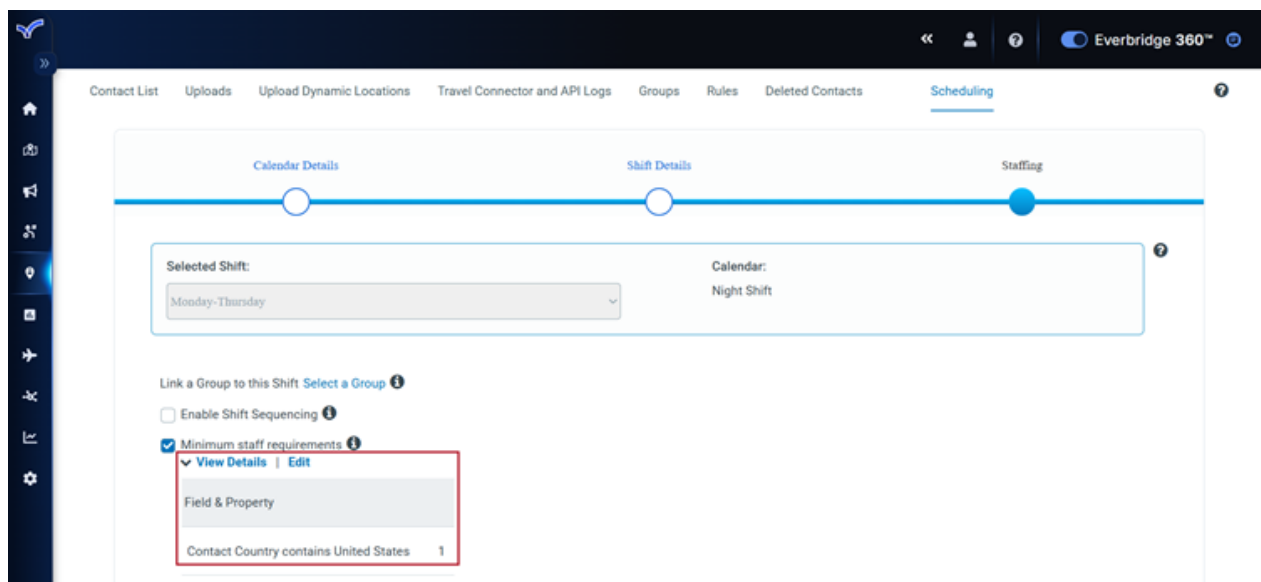 Everbridge 360™
Contact List Uploads Upload Dynamic Locations Travel Connector and API Logs Groups Rules Deleted Contacts Scheduling
Calendar Details Shift Details Staffing
Selected Shift: Calendar:
Monday-Thursday Night Shift
Link a Group to this Shift Select a Group
Enable Shift Sequencing
Minimum staff requirements
View Details | Edit
Field & Property
Contact Country contains United States 1